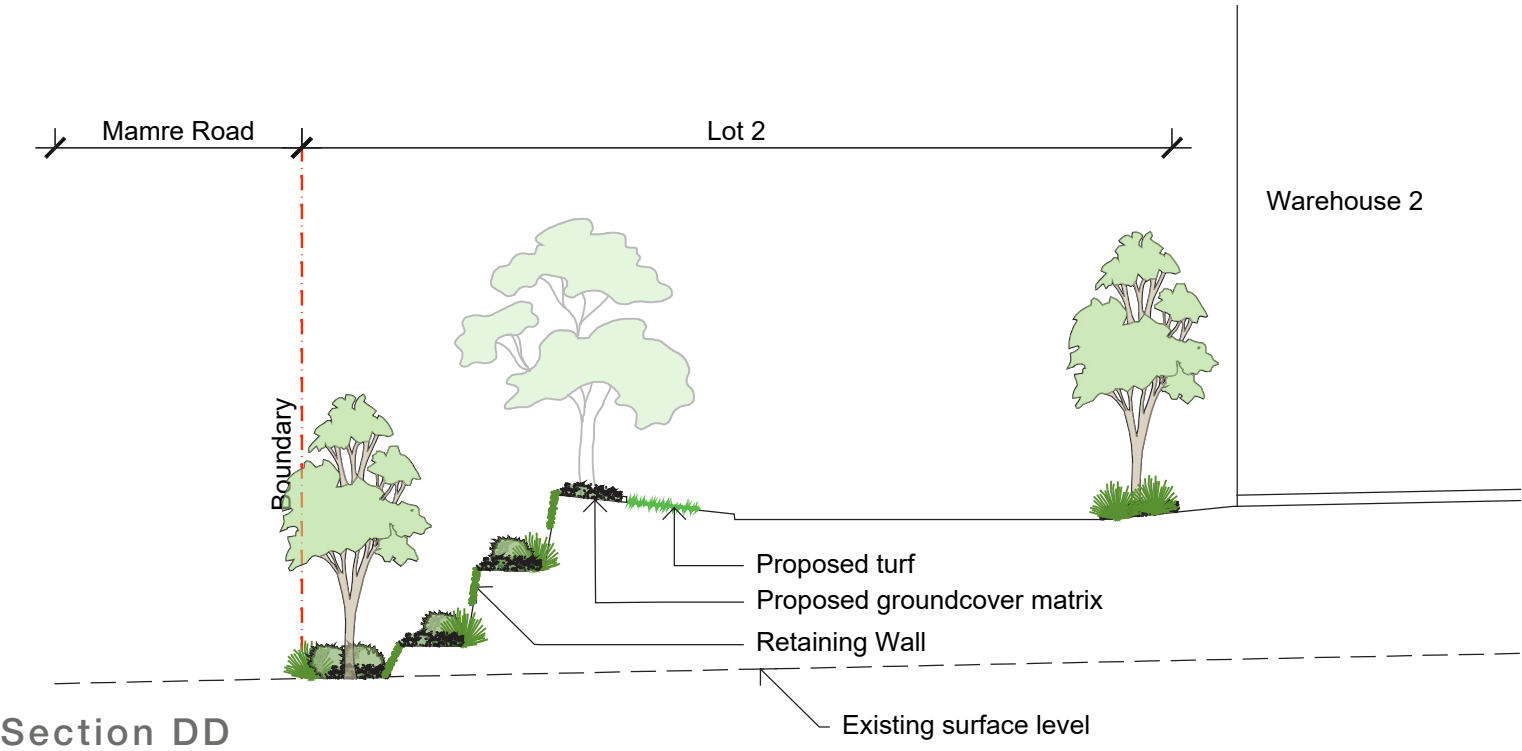 Mamre Road
Lot 2
Warehouse 2
Boundary
Proposed turf
Proposed groundcover matrix
Retaining Wall
Existing surface level
Section DD